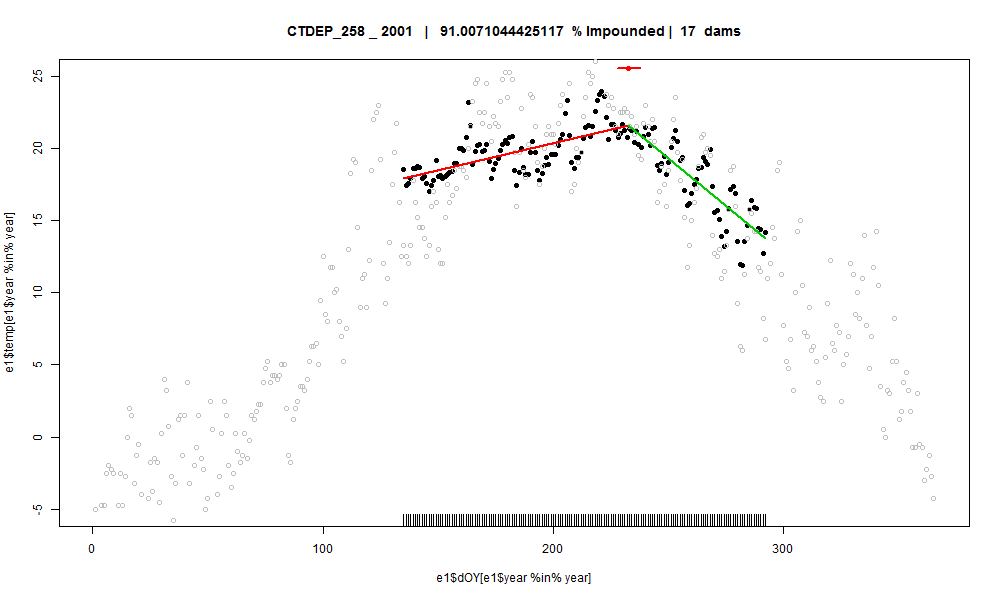 CTDEP_258 _ 2001 | 91.0071044425117 % Impounded | 17 dams
e1$temp[e1$year %in% year]
25
20
15
10
5
0
-5
0 100 200 300
e1$dOY[e1$year %in% year]